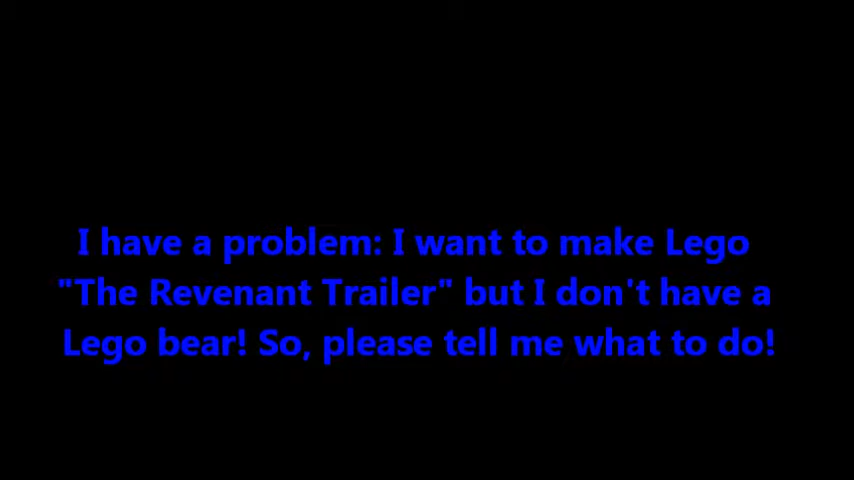 I have a problem: I want to make Lego
"The Revenant Trailer" but I don't have a
Lego bear! So, please tell me what to do!